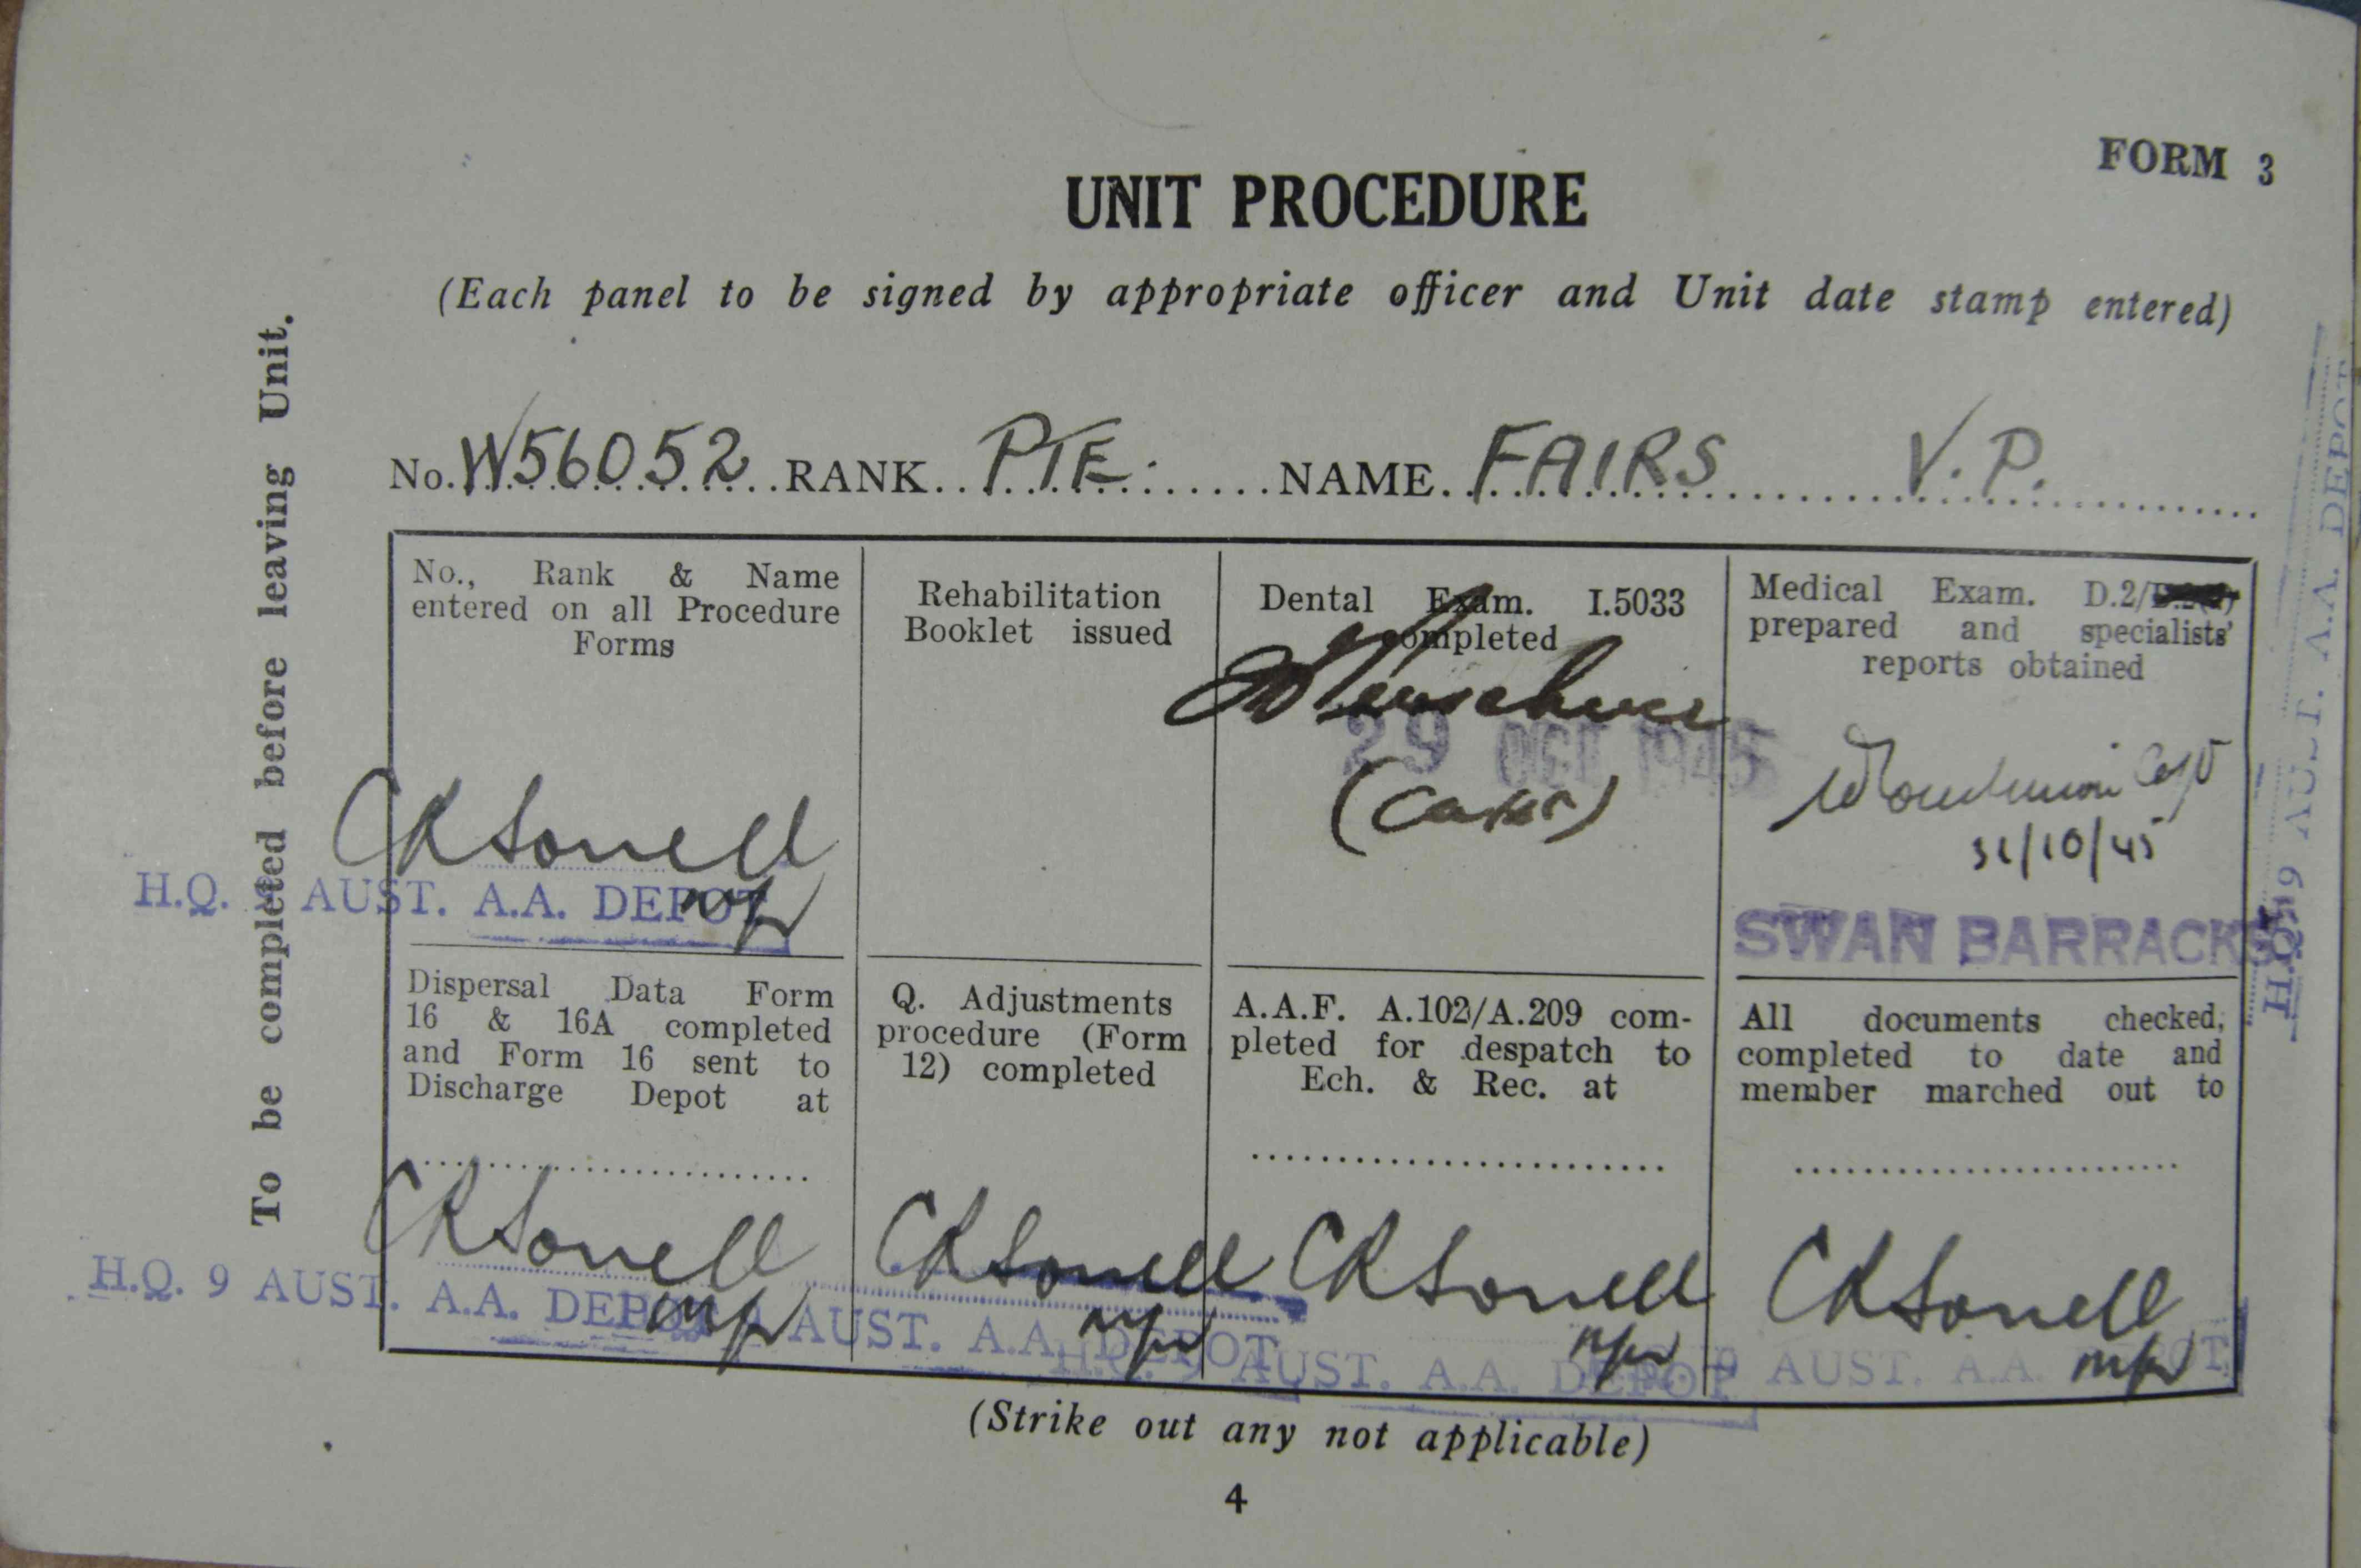 FORM 3
UNIT PROCEDURE
(Each panel to be signed by appropriate officer and Unit date stamp entered)
To be completed before leaving Unit.
No. W56052 RANK PTE. NAME FAIRS V.P.
No., Rank & Name
entered on all Procedure
Forms
H.Q. AUST. A.A. DEPOT
Rehabilitation
Booklet issued
Dental Exam. I.5033
completed
29 OCT 1945
Medical Exam. D.2/
prepared and specialists'
reports obtained
31/10/45
SWAN BARRACKS
Dispersal Data Form
16 & 16A completed
and Form 16 sent to
Discharge Depot at
H.Q. 9 AUST. A.A. DEPOT
Q. Adjustments
procedure (Form
12) completed
AUST. A.A. DEPOT
A.A.F. A.102/A.209 com-
pleted for despatch to
Ech. & Rec. at
H.Q. 9 AUST. A.A. DEPOT
All documents checked,
completed to date and
member marched out to
9 AUST. A.A. DEPOT
H.Q. 9 AUST. A.A. DEPOT
(Strike out any not applicable)
4